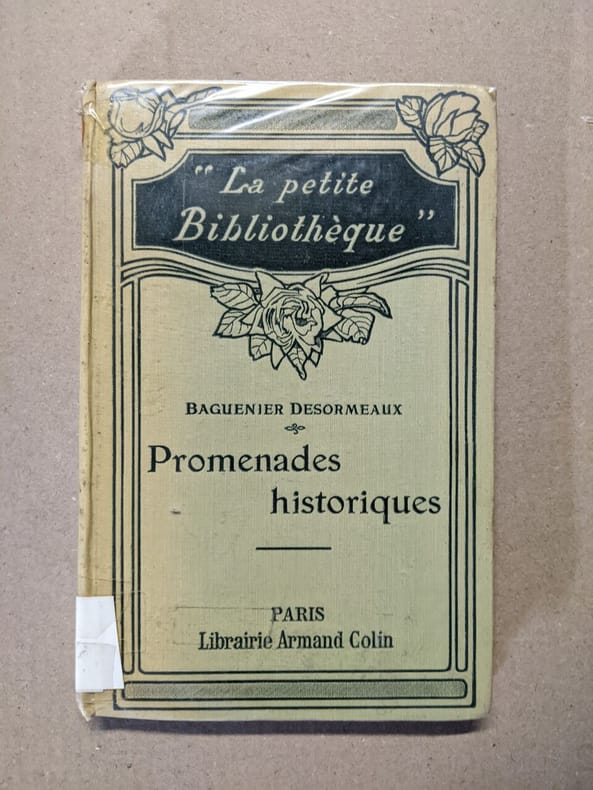 "La petite
Bibliothèque"
BAGUENIER DESORMEAUX
Promenades
historiques
PARIS
Librairie Armand Colin